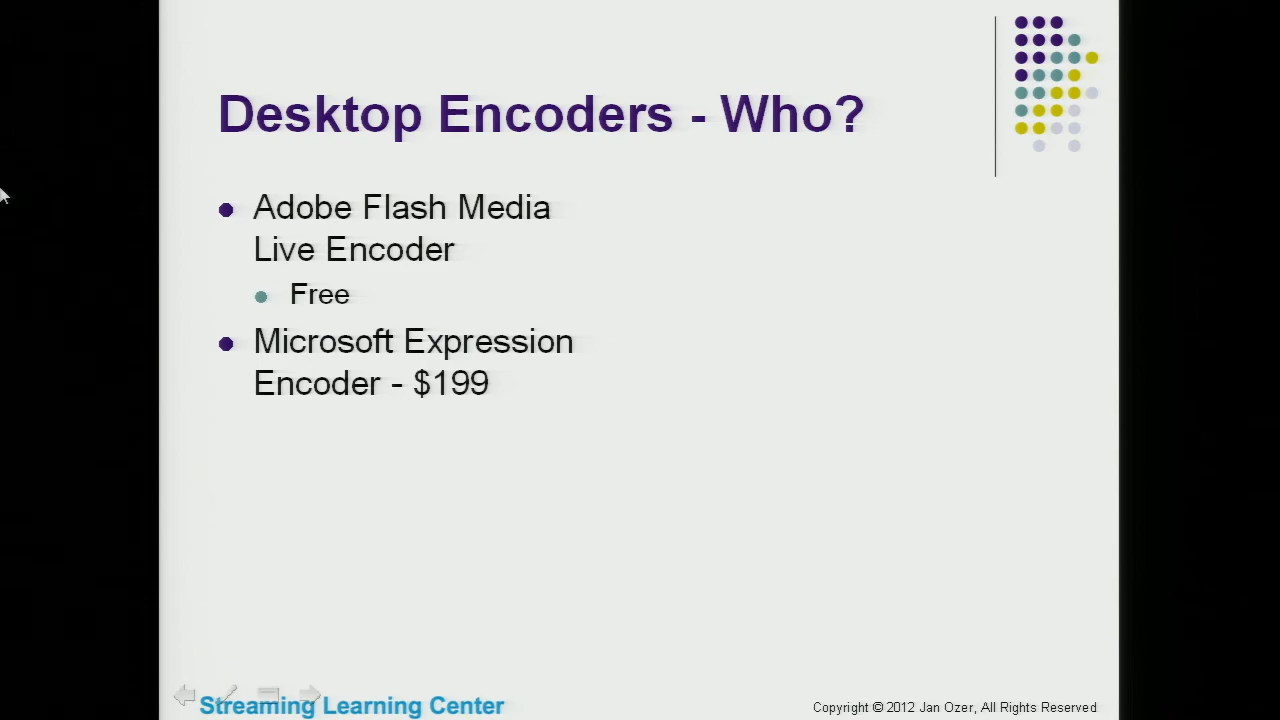 Desktop Encoders - Who?
Adobe Flash Media
Live Encoder
Free
Microsoft Expression
Encoder - $199
Streaming Learning Center
Copyright © 2012 Jan Ozer, All Rights Reserved